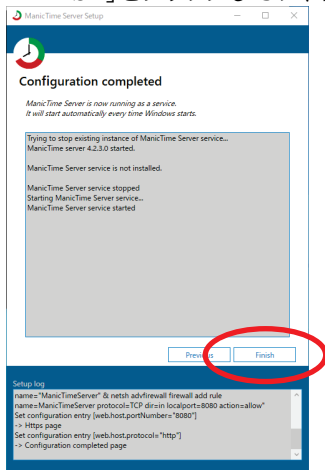 ManicTime Server Setup
Configuration completed
ManicTime Server is now running as a service.
It will start automatically every time Windows starts.
Trying to stop existing instance of ManicTime Server service...
ManicTime server 4.2.3.0 started.
ManicTime Server service is not installed.
ManicTime Server service stopped
Starting ManicTime Server service...
ManicTime Server service started
Previous
Finish
Setup log
name="ManicTimeServer" & netsh advfirewall firewall add rule
name=ManicTimeServer protocol=TCP dir=in localport=8080 action=allow"
Set configuration entry [web.host.portNumber="8080"]
-> Https page
Set configuration entry [web.host.protocol="http"]
-> Configuration completed page